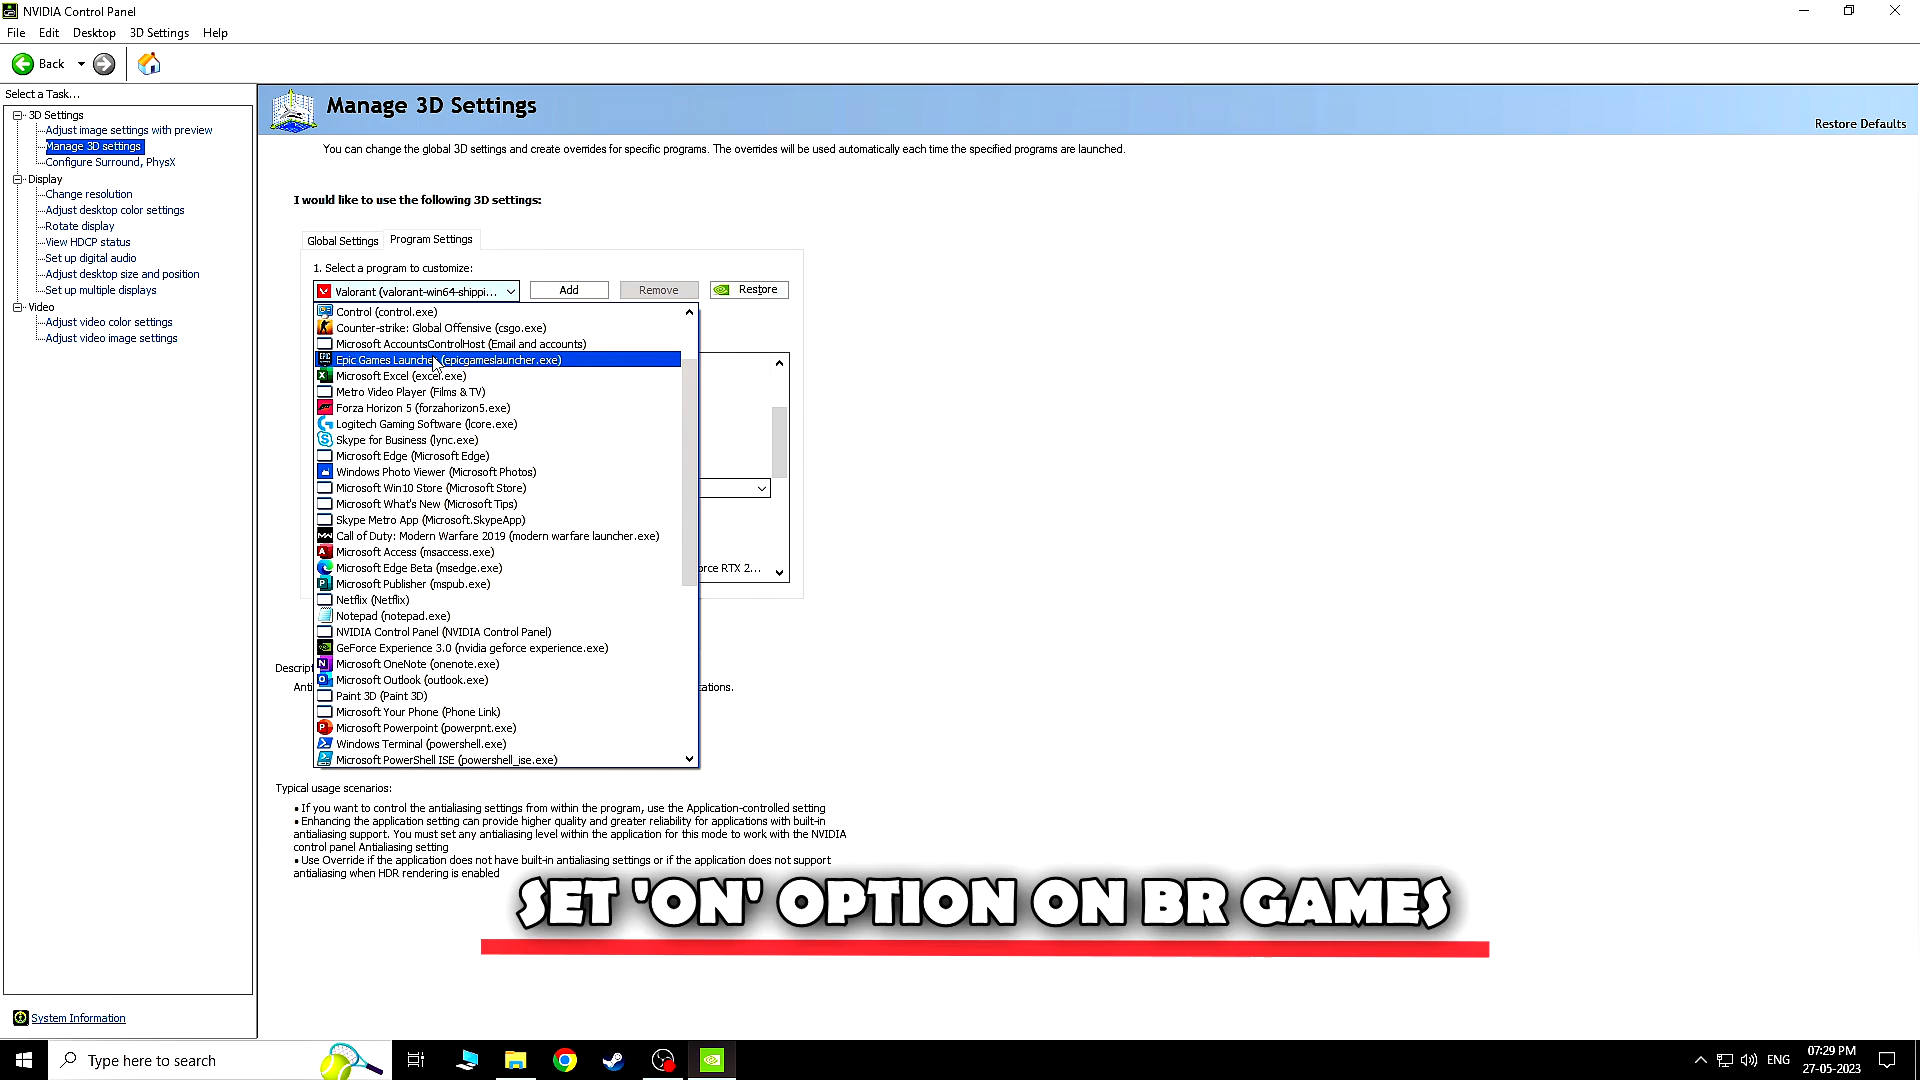 NVIDIA Control Panel
File Edit Desktop 3D Settings Help
Back
Select a Task...
3D Settings
Adjust image settings with preview
Manage 3D settings
Configure Surround, PhysX
Display
Change resolution
Adjust desktop color settings
Rotate display
View HDCP status
Set up digital audio
Adjust desktop size and position
Set up multiple displays
Video
Adjust video color settings
Adjust video image settings
System Information
Manage 3D Settings
Restore Defaults
You can change the global 3D settings and create overrides for specific programs. The overrides will be used automatically each time the specified programs are launched.
I would like to use the following 3D settings:
Global Settings Program Settings
1. Select a program to customize:
Valorant (valorant-win64-shippi... Add Remove Restore
Control (control.exe)
Counter-strike: Global Offensive (csgo.exe)
Microsoft AccountsControlHost (Email and accounts)
Epic Games Launcher (epicgameslauncher.exe)
Microsoft Excel (excel.exe)
Metro Video Player (Films & TV)
Forza Horizon 5 (forzahorizon5.exe)
Logitech Gaming Software (lcore.exe)
Skype for Business (lync.exe)
Microsoft Edge (Microsoft Edge)
Windows Photo Viewer (Microsoft Photos)
Microsoft Win10 Store (Microsoft Store)
Microsoft What's New (Microsoft Tips)
Skype Metro App (Microsoft.SkypeApp)
Call of Duty: Modern Warfare 2019 (modern warfare launcher.exe)
Microsoft Access (msaccess.exe)
Microsoft Edge Beta (msedge.exe)
Microsoft Publisher (mspub.exe)
Netflix (Netflix)
Notepad (notepad.exe)
NVIDIA Control Panel (NVIDIA Control Panel)
GeForce Experience 3.0 (nvidia geforce experience.exe)
Microsoft OneNote (onenote.exe)
Microsoft Outlook (outlook.exe)
Paint 3D (Paint 3D)
Microsoft Your Phone (Phone Link)
Microsoft Powerpoint (powerpnt.exe)
Windows Terminal (powershell.exe)
Microsoft PowerShell ISE (powershell_ise.exe)
orce RTX 2...
Descript
Anti
ations.
Typical usage scenarios:
• If you want to control the antialiasing settings from within the program, use the Application-controlled setting
• Enhancing the application setting can provide higher quality and greater reliability for applications with built-in
antialiasing support. You must set any antialiasing level within the application for this mode to work with the NVIDIA
control panel Antialiasing setting
• Use Override if the application does not have built-in antialiasing settings or if the application does not support
antialiasing when HDR rendering is enabled
SET 'ON' OPTION ON BR GAMES
Type here to search
ENG
07:29 PM
27-05-2023